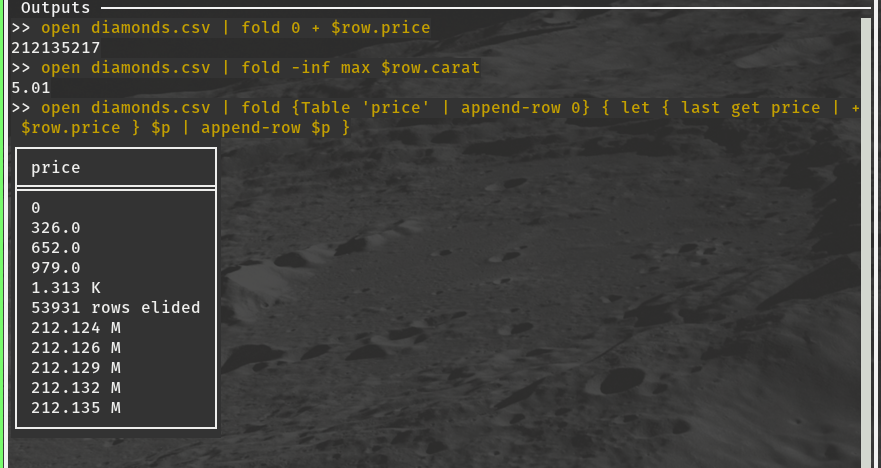 Outputs
>> open diamonds.csv | fold 0 + $row.price
212135217
>> open diamonds.csv | fold -inf max $row.carat
5.01
>> open diamonds.csv | fold {Table 'price' | append-row 0} { let { last get price | +
$row.price } $p | append-row $p }
price
0
326.0
652.0
979.0
1.313 K
53931 rows elided
212.124 M
212.126 M
212.129 M
212.132 M
212.135 M